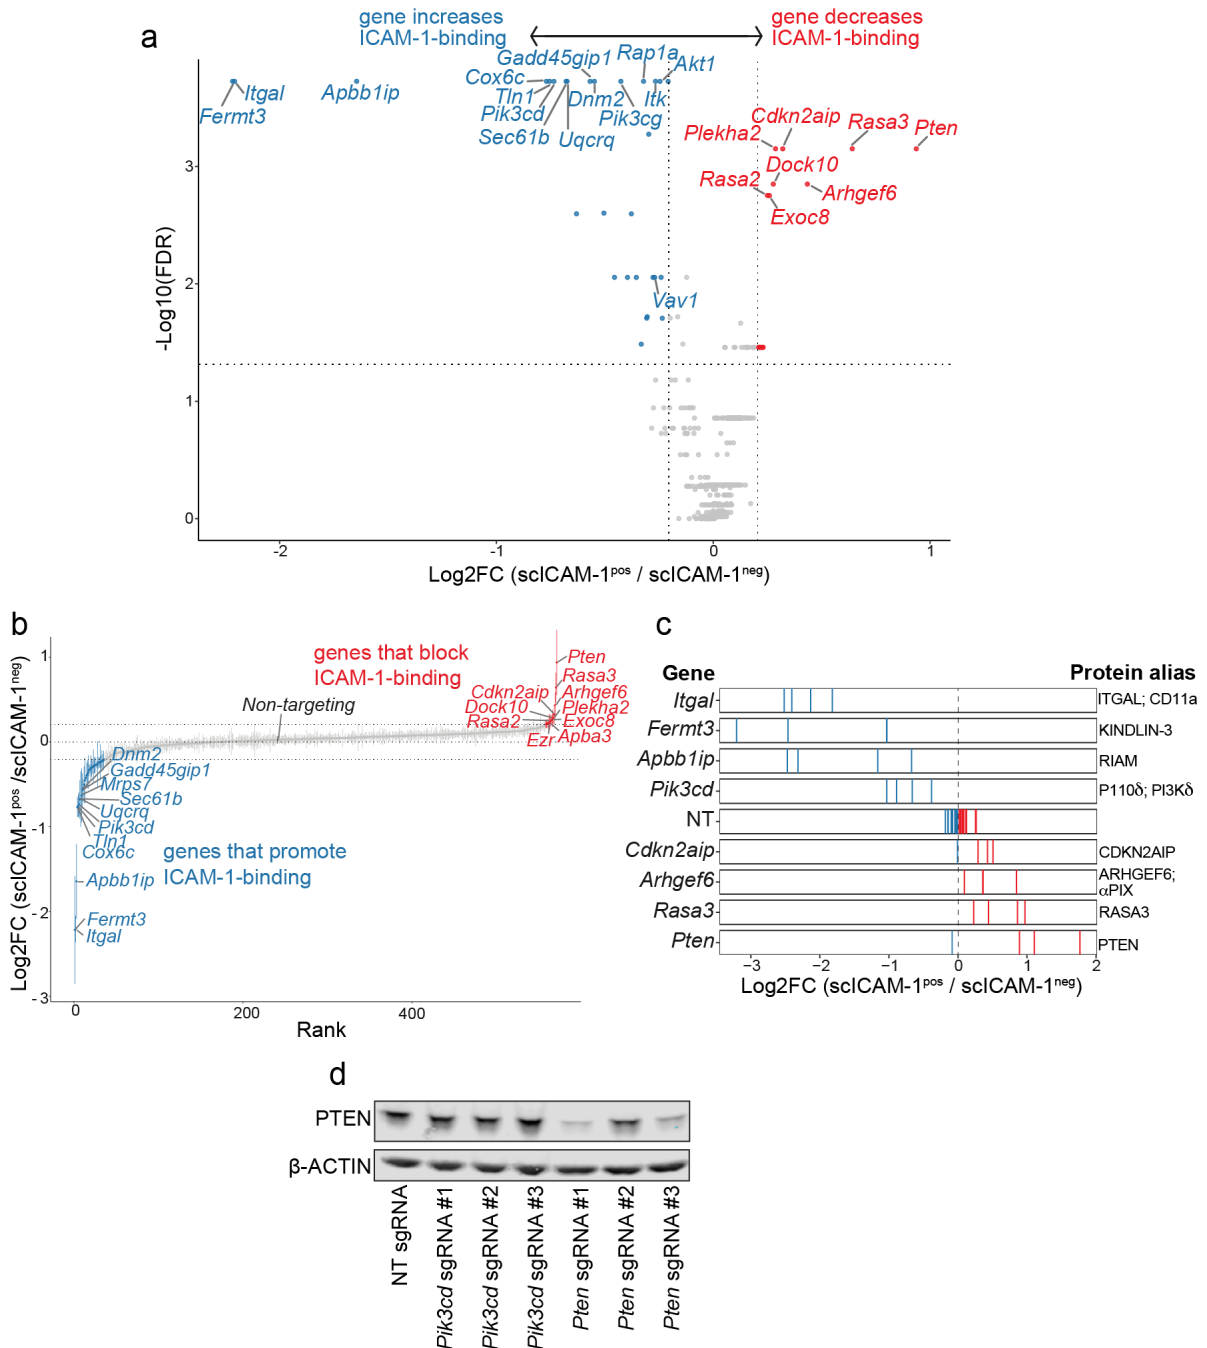 a
gene increases
ICAM-1-binding
gene decreases
ICAM-1-binding
Gadd45gip1
Rap1a
Akt1
Cox6c
Itgal
Apbb1ip
Tln1
Dnm2
Itk
Fermt3
Pik3cd
Pik3cg
Sec61b
Uqcrq
Cdkn2aip
Plekha2
Rasa3
Pten
Dock10
Rasa2
Arhgef6
Exoc8
Vav1
-Log10(FDR)
3
2
1
0
-2
-1
0
1
Log2FC (scICAM-1pos / scICAM-1neg)
b
Log2FC (scICAM-1pos /scICAM-1neg)
1
0
-1
-2
-3
genes that block
ICAM-1-binding
Non-targeting
Pten
Rasa3
Cdkn2aip
Arhgef6
Dock10
Plekha2
Rasa2
Exoc8
Ezr
Apba3
Dnm2
Gadd45gip1
Mrps7
Sec61b
Uqcrq
Pik3cd
Tln1
Cox6c
genes that promote
ICAM-1-binding
Apbb1ip
Fermt3
Itgal
0
200
400
Rank
c
Gene
Protein alias
Itgal
ITGAL; CD11a
Fermt3
KINDLIN-3
Apbb1ip
RIAM
Pik3cd
P110δ; PI3Kδ
NT
Cdkn2aip
CDKN2AIP
Arhgef6
ARHGEF6;
αPIX
Rasa3
RASA3
Pten
PTEN
−3
−2
−1
0
1
2
Log2FC (scICAM-1pos / scICAM-1neg)
d
PTEN
β-ACTIN
NT sgRNA
Pik3cd sgRNA #1
Pik3cd sgRNA #2
Pik3cd sgRNA #3
Pten sgRNA #1
Pten sgRNA #2
Pten sgRNA #3